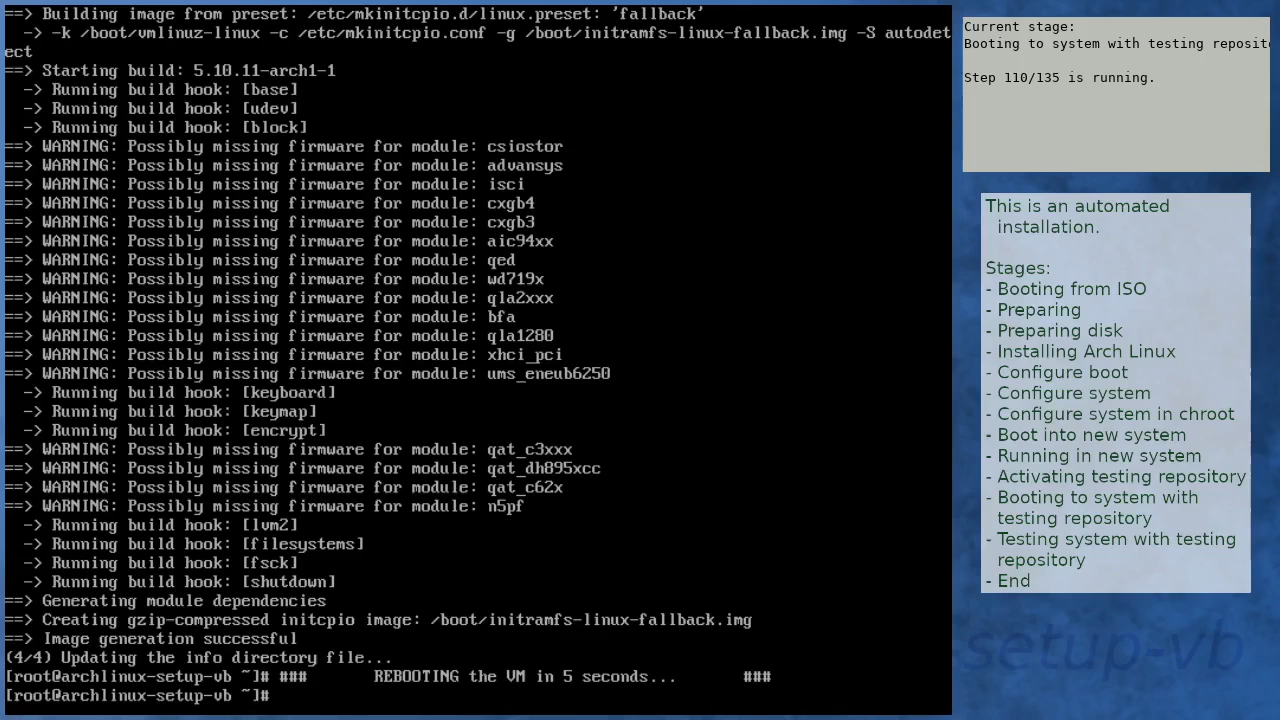 ==> Building image from preset: /etc/mkinitcpio.d/linux.preset: 'fallback'
  -> -k /boot/vmlinuz-linux -c /etc/mkinitcpio.conf -g /boot/initramfs-linux-fallback.img -S autodet
ect
==> Starting build: 5.10.11-arch1-1
  -> Running build hook: [base]
  -> Running build hook: [udev]
  -> Running build hook: [block]
==> WARNING: Possibly missing firmware for module: csiostor
==> WARNING: Possibly missing firmware for module: advansys
==> WARNING: Possibly missing firmware for module: isci
==> WARNING: Possibly missing firmware for module: cxgb4
==> WARNING: Possibly missing firmware for module: cxgb3
==> WARNING: Possibly missing firmware for module: aic94xx
==> WARNING: Possibly missing firmware for module: qed
==> WARNING: Possibly missing firmware for module: wd719x
==> WARNING: Possibly missing firmware for module: qla2xxx
==> WARNING: Possibly missing firmware for module: bfa
==> WARNING: Possibly missing firmware for module: qla1280
==> WARNING: Possibly missing firmware for module: xhci_pci
==> WARNING: Possibly missing firmware for module: ums_eneub6250
  -> Running build hook: [keyboard]
  -> Running build hook: [keymap]
  -> Running build hook: [encrypt]
==> WARNING: Possibly missing firmware for module: qat_c3xxx
==> WARNING: Possibly missing firmware for module: qat_dh895xcc
==> WARNING: Possibly missing firmware for module: qat_c62x
==> WARNING: Possibly missing firmware for module: n5pf
  -> Running build hook: [lvm2]
  -> Running build hook: [filesystems]
  -> Running build hook: [fsck]
  -> Running build hook: [shutdown]
==> Generating module dependencies
==> Creating gzip-compressed initcpio image: /boot/initramfs-linux-fallback.img
==> Image generation successful
(4/4) Updating the info directory file...
[root@archlinux-setup-vb ~]# ###       REBOOTING the VM in 5 seconds...       ###
[root@archlinux-setup-vb ~]#
Current stage:
Booting to system with testing reposito
Step 110/135 is running.
This is an automated
installation.
Stages:
- Booting from ISO
- Preparing
- Preparing disk
- Installing Arch Linux
- Configure boot
- Configure system
- Configure system in chroot
- Boot into new system
- Running in new system
- Activating testing repository
- Booting to system with
testing repository
- Testing system with testing
repository
- End
setup-vb